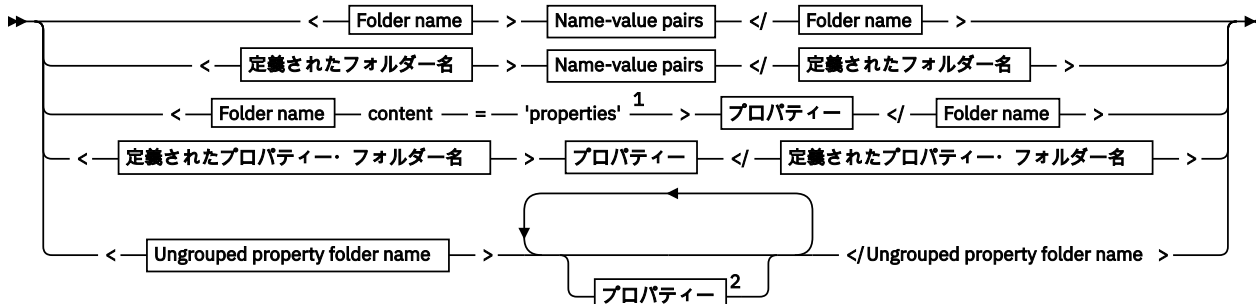 < Folder name > Name-value pairs </ Folder name >
< 定義されたフォルダー名 > Name-value pairs </ 定義されたフォルダー名 >
< Folder name content = 'properties' 1 > プロパティー </ Folder name >
< 定義されたプロパティー・フォルダー名 > プロパティー </ 定義されたプロパティー・フォルダー名 >
< Ungrouped property folder name > </Ungrouped property folder name >
プロパティー 2